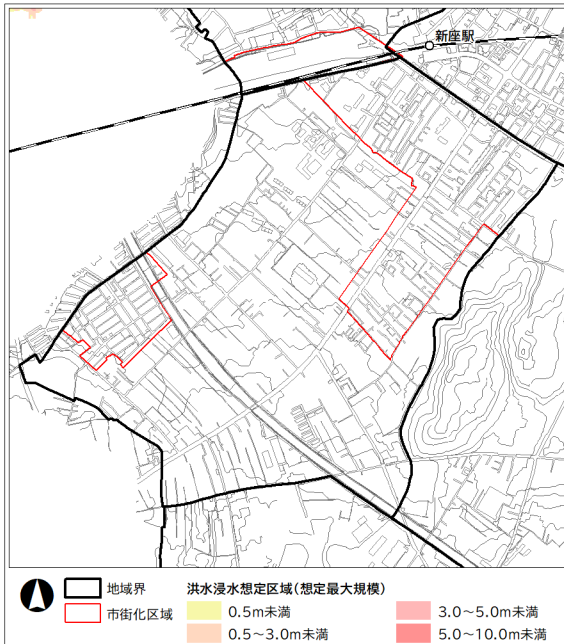 新座駅
地域界
市街化区域
洪水浸水想定区域(想定最大規模)
0.5m未満
0.5~3.0m未満
3.0~5.0m未満
5.0~10.0m未満